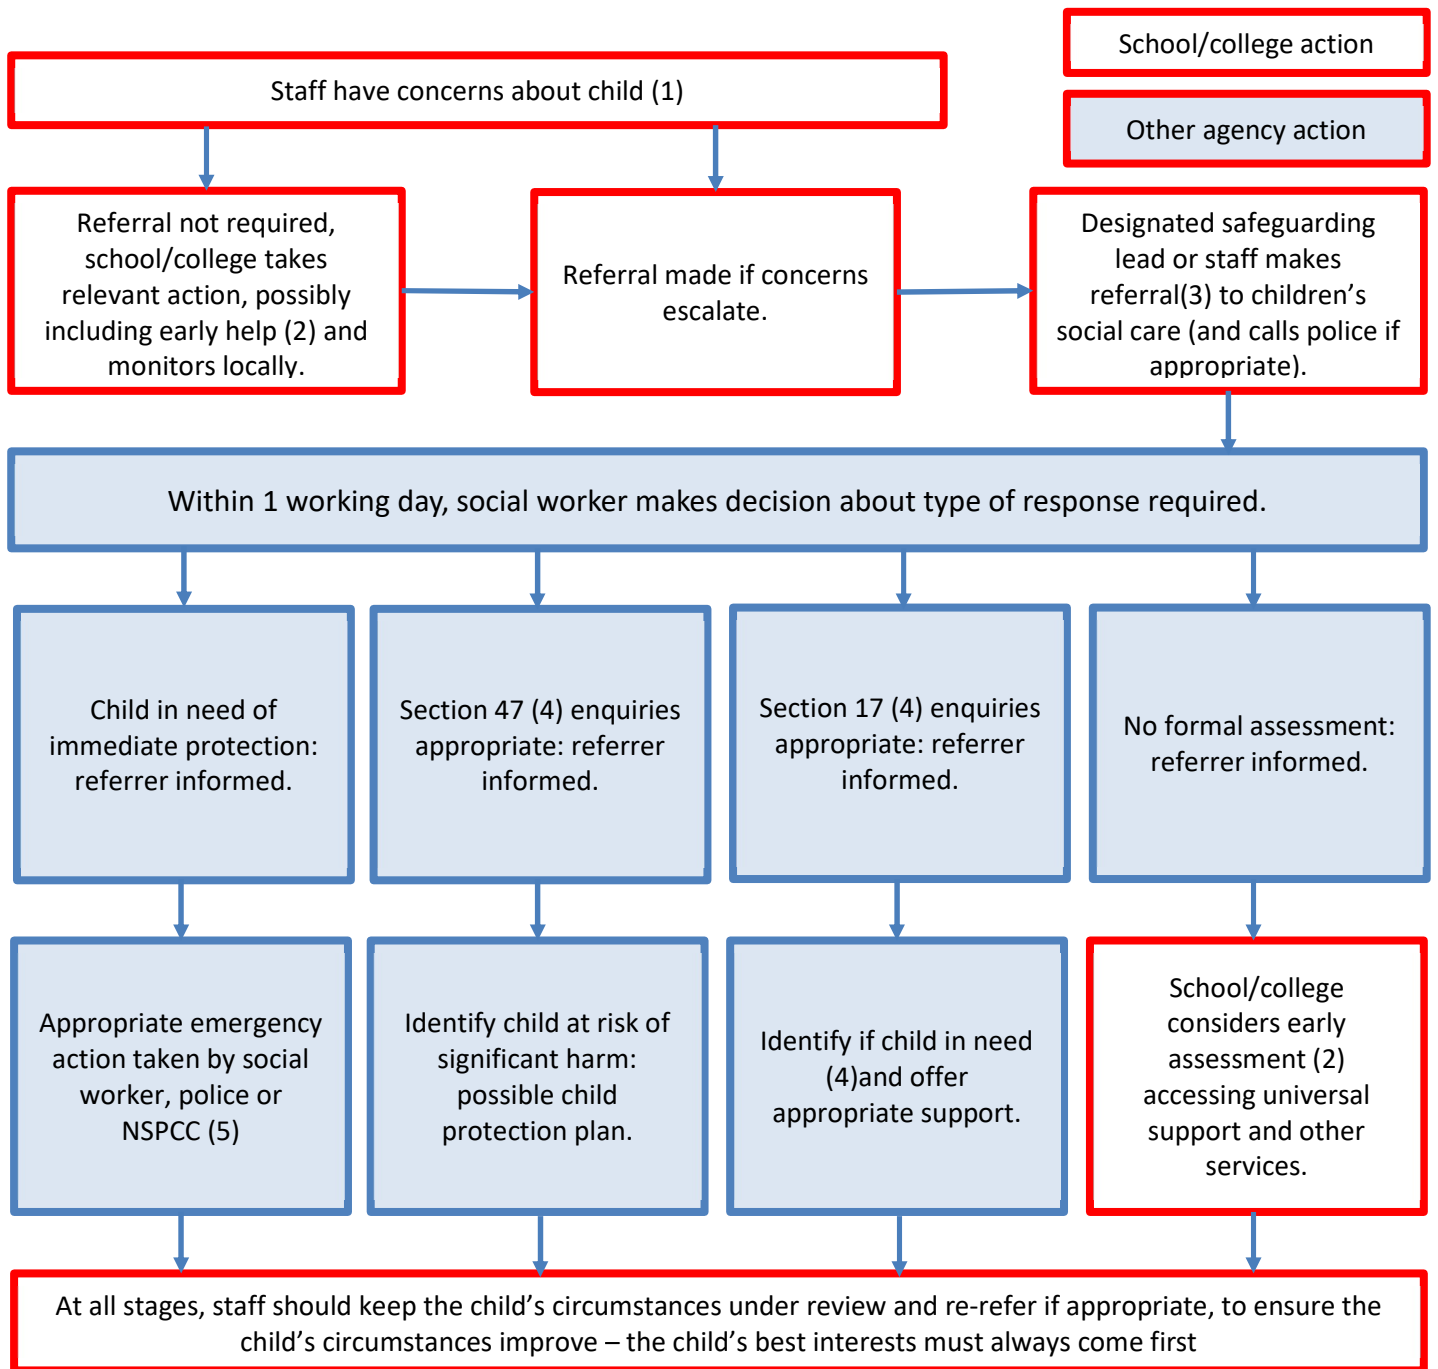 School/college action
Staff have concerns about child (1)
Other agency action
Referral not required,
school/college takes
relevant action, possibly
including early help (2) and
monitors locally.
Referral made if concerns
escalate.
Designated safeguarding
lead or staff makes
referral(3) to children’s
social care (and calls police if
appropriate).
Within 1 working day, social worker makes decision about type of response required.
Child in need of
immediate protection:
referrer informed.
Section 47 (4) enquiries
appropriate: referrer
informed.
Section 17 (4) enquiries
appropriate: referrer
informed.
No formal assessment:
referrer informed.
Appropriate emergency
action taken by social
worker, police or
NSPCC (5)
Identify child at risk of
significant harm:
possible child
protection plan.
Identify if child in need
(4)and offer
appropriate support.
School/college
considers early
assessment (2)
accessing universal
support and other
services.
At all stages, staff should keep the child’s circumstances under review and re-refer if appropriate, to ensure the
child’s circumstances improve – the child’s best interests must always come first